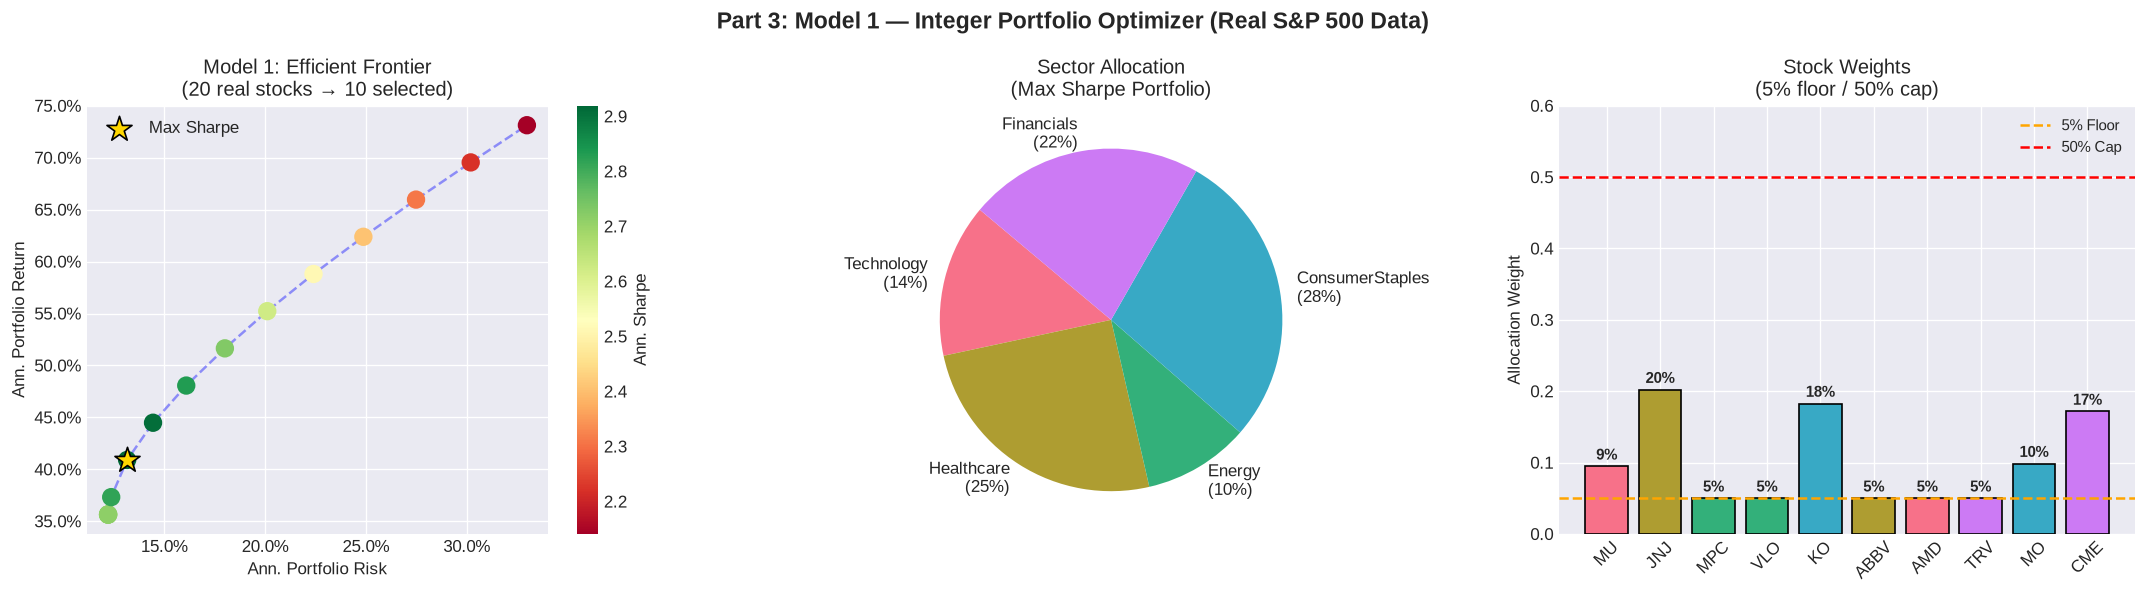 Part 3: Model 1 — Integer Portfolio Optimizer (Real S&P 500 Data)
Model 1: Efficient Frontier
(20 real stocks → 10 selected)
75.0%
70.0%
65.0%
60.0%
55.0%
50.0%
45.0%
40.0%
35.0%
Ann. Portfolio Return
Max Sharpe
15.0%
20.0%
25.0%
30.0%
Ann. Portfolio Risk
2.9
2.8
2.7
2.6
2.5
2.4
2.3
2.2
Ann. Sharpe
Sector Allocation
(Max Sharpe Portfolio)
Financials
(22%)
Technology
(14%)
ConsumerStaples
(28%)
Healthcare
(25%)
Energy
(10%)
Stock Weights
(5% floor / 50% cap)
0.6
0.5
0.4
0.3
0.2
0.1
0.0
Allocation Weight
5% Floor
50% Cap
9%
20%
5%
5%
18%
5%
5%
5%
10%
17%
MU
JNJ
MPC
VLO
KO
ABBV
AMD
TRV
MO
CME